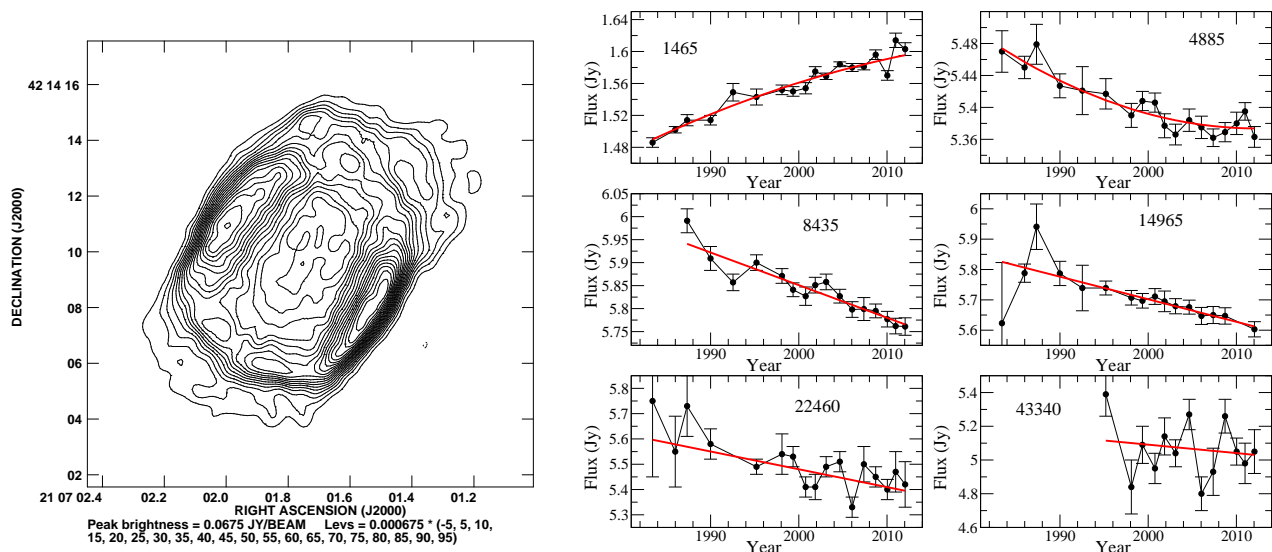 42 14 16
14
12
10
08
06
04
02
DECLINATION (J2000)
21 07 02.4 02.2 02.0 01.8 01.6 01.4 01.2
RIGHT ASCENSION (J2000)
Peak brightness = 0.0675 JY/BEAM Levs = 0.000675 * (-5, 5, 10,
15, 20, 25, 30, 35, 40, 45, 50, 55, 60, 65, 70, 75, 80, 85, 90, 95)
1.64
1.6
1.56
1.52
1.48
Flux (Jy)
1465
1990 2000 2010
Year
5.48
5.44
5.4
5.36
Flux (Jy)
4885
1990 2000 2010
Year
6.05
6
5.95
5.9
5.85
5.8
5.75
Flux (Jy)
8435
1990 2000 2010
Year
6
5.9
5.8
5.7
5.6
Flux (Jy)
14965
1990 2000 2010
Year
5.8
5.7
5.6
5.5
5.4
5.3
Flux (Jy)
22460
1990 2000 2010
Year
5.4
5.2
5
4.8
4.6
Flux (Jy)
43340
1990 2000 2010
Year